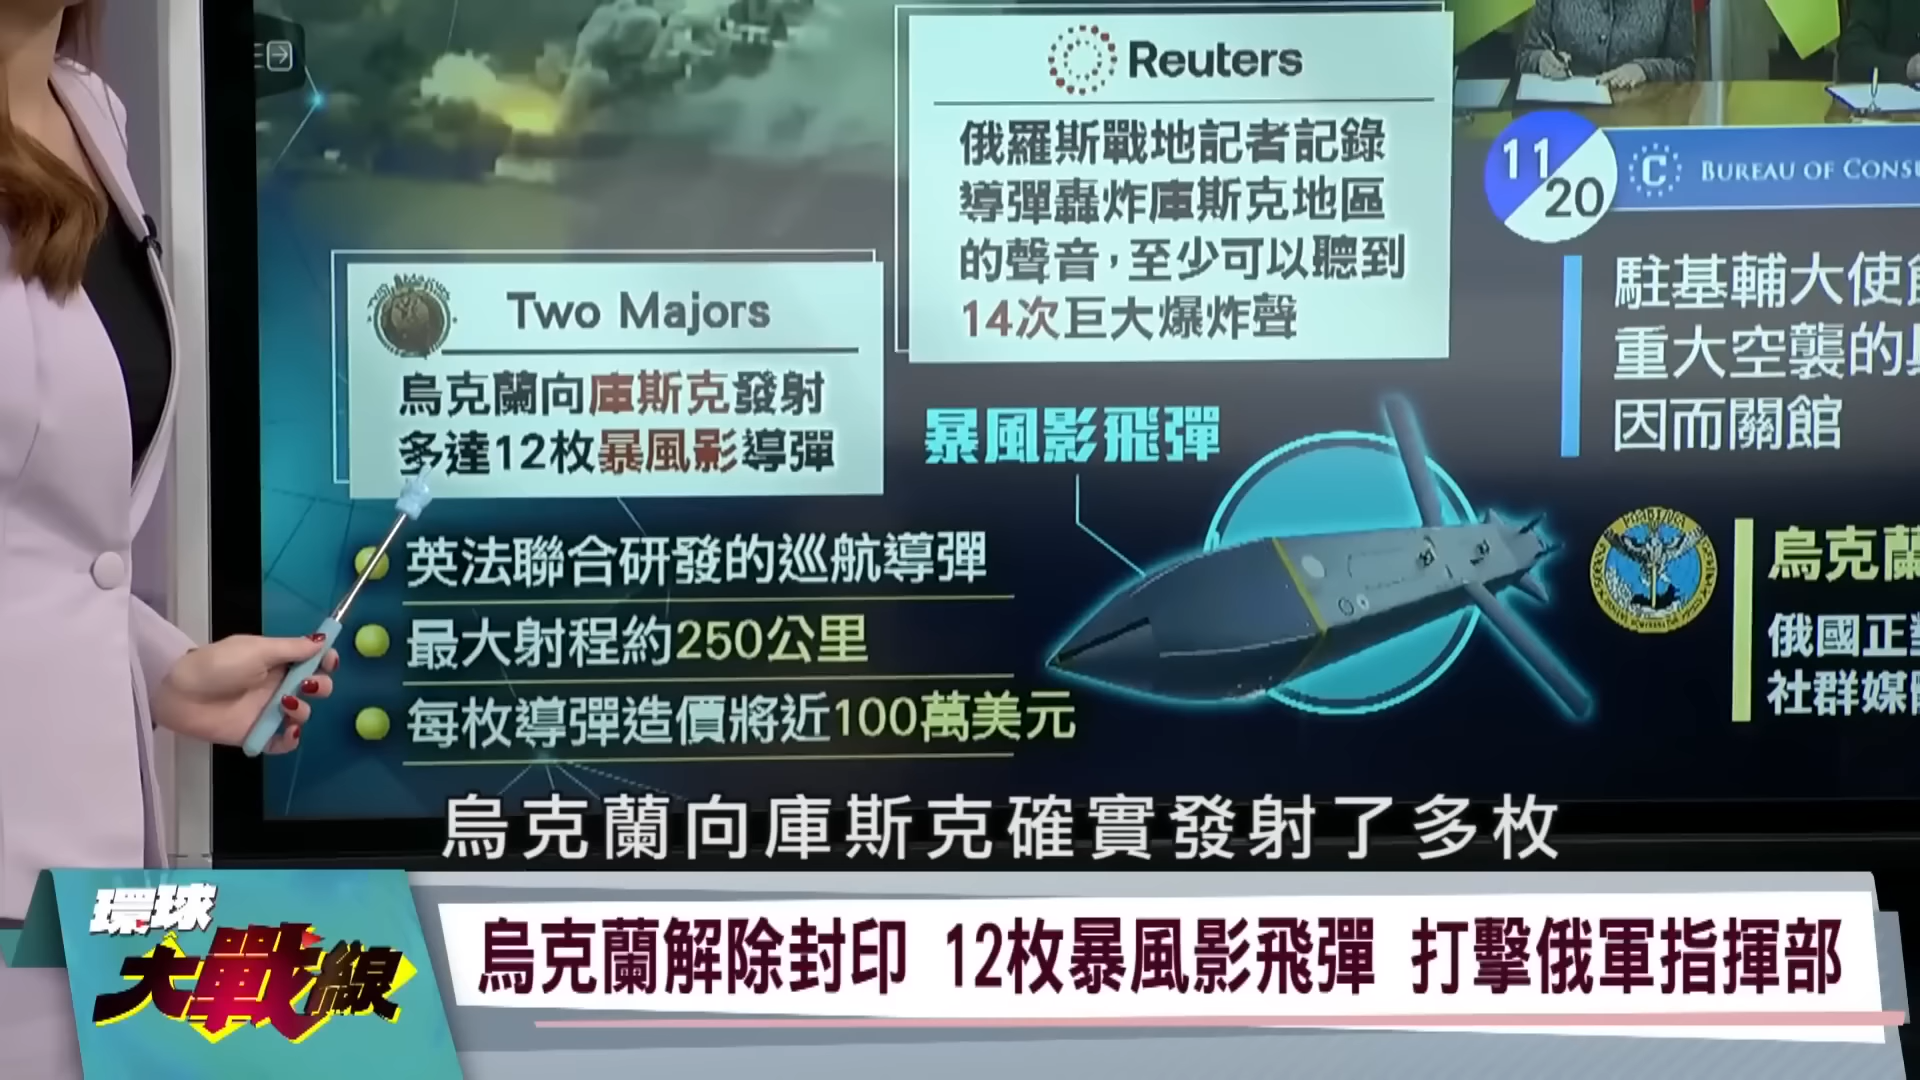 Reuters
俄羅斯戰地記者記錄
導彈轟炸庫斯克地區
的聲音,至少可以聽到
14次巨大爆炸聲
Two Majors
烏克蘭向庫斯克發射
多達12枚暴風影導彈
暴風影飛彈
英法聯合研發的巡航導彈
最大射程約250公里
每枚導彈造價將近100萬美元
11/20
BUREAU OF CONSU
駐基輔大使館
重大空襲的
因而關館
烏克蘭
俄國正
社群媒體
烏克蘭向庫斯克確實發射了多枚
環球
大戰線
烏克蘭解除封印 12枚暴風影飛彈 打擊俄軍指揮部